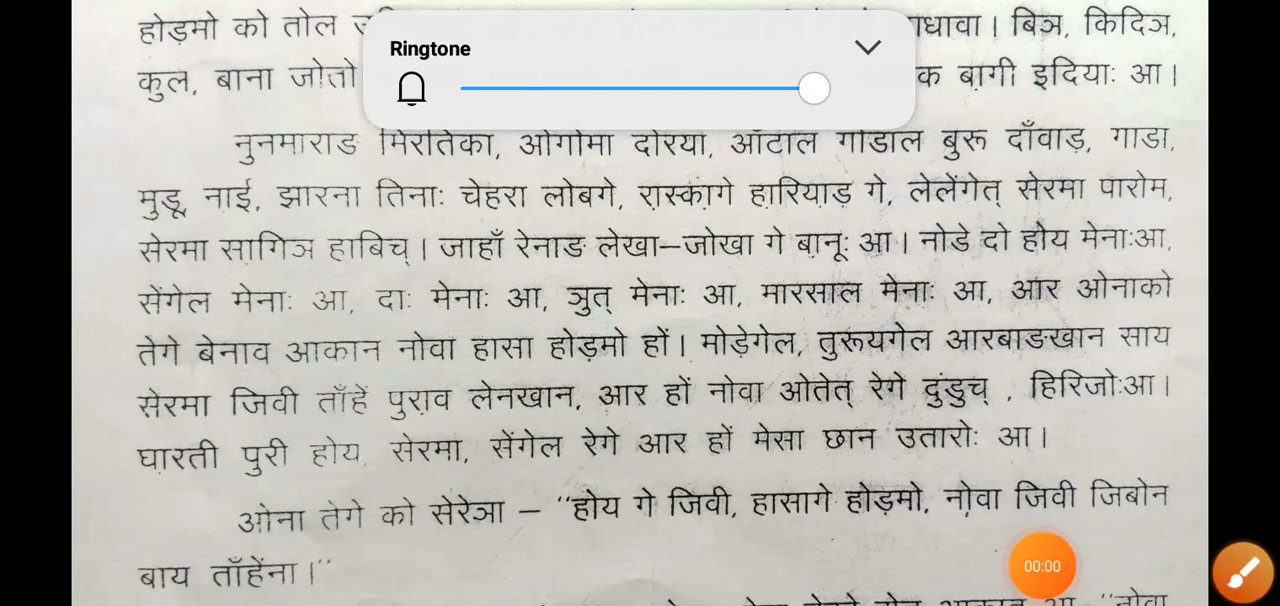 होड़मो को तोल
Ringtone
ाधावा। बिञ, किदिञ,
कुल, बाना जोतो
क बा़गी इदियाः आ।
नुनमाराङ मिरतिका, ओगोमा दोरया, आँटाल गोडाल बुरू दाँवाड़, गाडा,
मुडू, नाई, झारना तिनाः चेहरा लोबगे, रा़स्का़गे हा़रिया़ड़ गे, लेलेंगेत् सेरमा पारोम,
सेरमा सा़गिञ हाबिच्। जाहाँ रेनाङ लेखा–जोखा गे बा़नूः आ। नोडे दो होय मेनाःआ,
सेंगेल मेनाः आ, दाः मेनाः आ, ञुत् मेनाः आ, मारसाल मेनाः आ, आर ओनाको
तेगे बेनाव आकान नोवा हासा होड़मो हों। मोड़ेगेल, तुरूयगेल आरबाङखान साय
सेरमा जिवी ताँहें पुरा़व लेनखान, आर हों नोवा ओतेत् रेगे दुंडुच् , हिरिजोःआ।
घारती पुरी होय, सेरमा, सेंगेल रेगे आर हों मेसा छान उतारोः आ।
ओना तेगे को सेरेञा – "होय गे जिवी, हासागे होड़मो, नो़वा जिवी जिबोन
बाय ताँहेंना।"
00:00